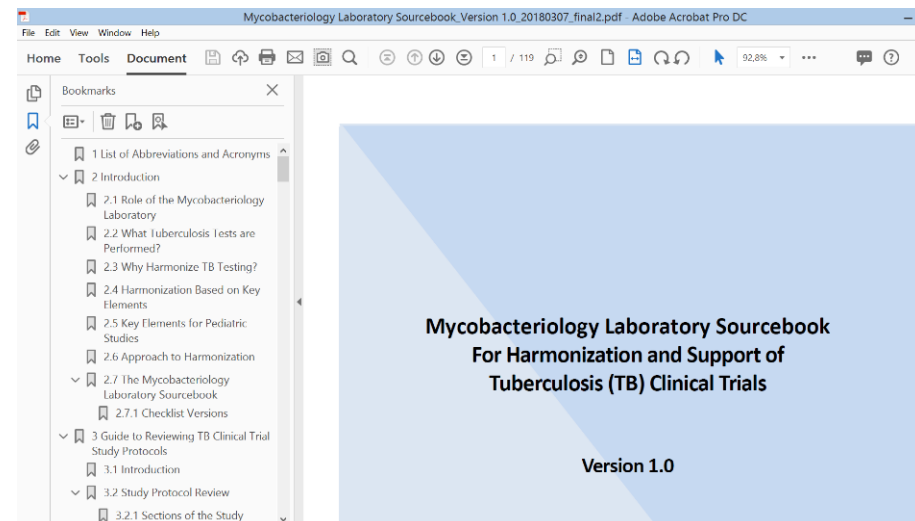 Mycobacteriology Laboratory Sourcebook_Version 1.0_20180307_final2.pdf - Adobe Acrobat Pro DC
File Edit View Window Help
Home Tools Document 1 / 119 92,8%
Bookmarks
1 List of Abbreviations and Acronyms
2 Introduction
2.1 Role of the Mycobacteriology
Laboratory
2.2 What Tuberculosis Tests are
Performed?
2.3 Why Harmonize TB Testing?
2.4 Harmonization Based on Key
Elements
2.5 Key Elements for Pediatric
Studies
2.6 Approach to Harmonization
2.7 The Mycobacteriology
Laboratory Sourcebook
2.7.1 Checklist Versions
3 Guide to Reviewing TB Clinical Trial
Study Protocols
3.1 Introduction
3.2 Study Protocol Review
3.2.1 Sections of the Study
Mycobacteriology Laboratory Sourcebook
For Harmonization and Support of
Tuberculosis (TB) Clinical Trials
Version 1.0